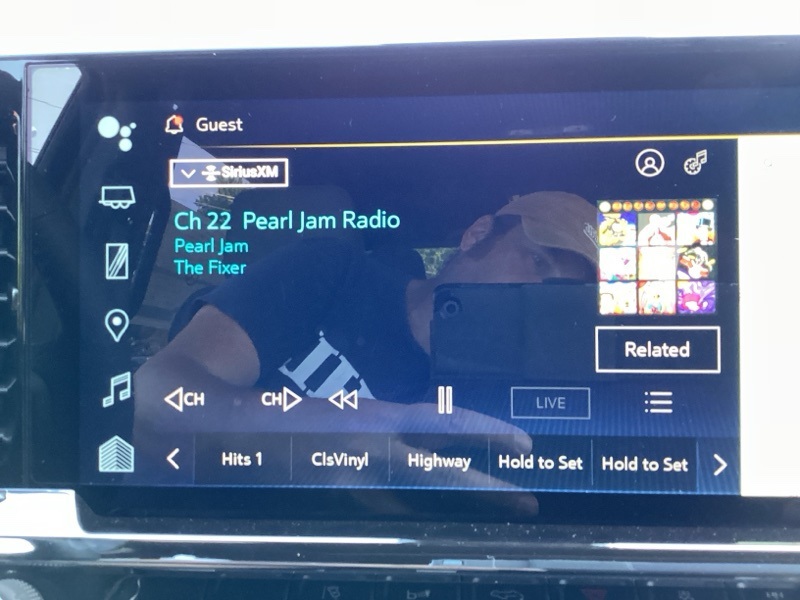 Guest
SiriusXM
Ch 22 Pearl Jam Radio
Pearl Jam
The Fixer
Related
CH
CH
LIVE
Hits 1
ClsVinyl
Highway
Hold to Set
Hold to Set